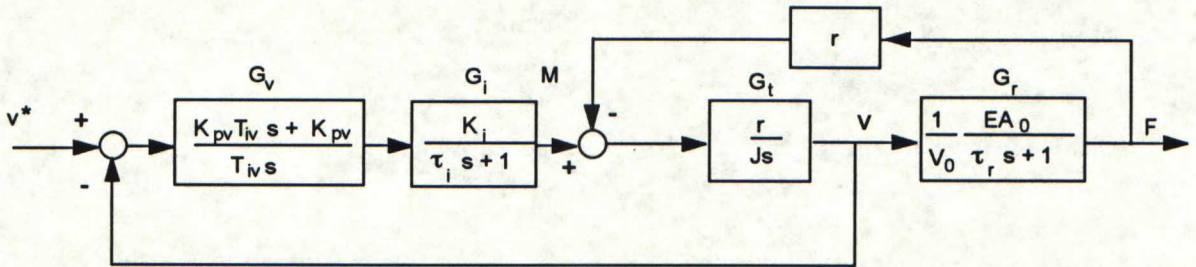 r
G_v
G_i
M
G_t
G_r
v*
+
-
K_pv T_iv s + K_pv
T_iv s
K_i
τ_i s + 1
+
-
r
Js
V
1
V_0
EA_0
τ_r s + 1
F